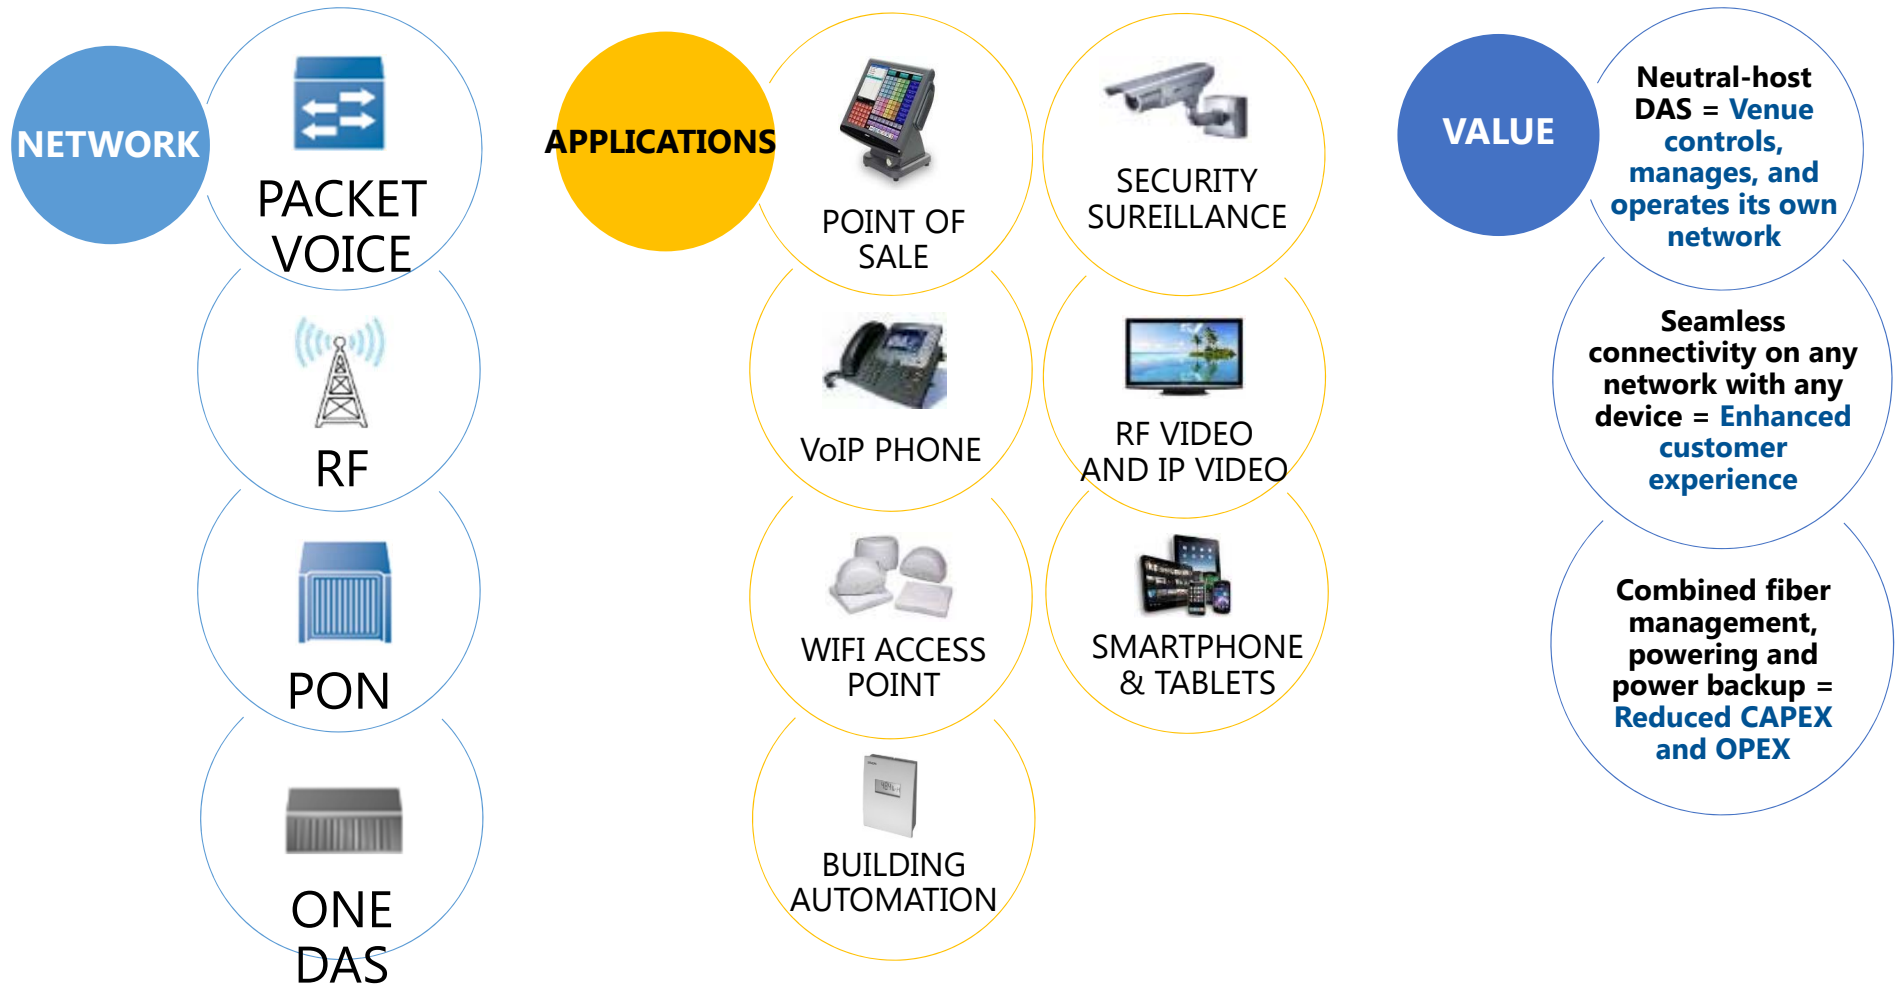 NETWORK
PACKET
VOICE
RF
PON
ONE
DAS
APPLICATIONS
POINT OF
SALE
VoIP PHONE
WIFI ACCESS
POINT
BUILDING
AUTOMATION
SECURITY
SUREILLANCE
RF VIDEO
AND IP VIDEO
SMARTPHONE
& TABLETS
VALUE
Neutral-host
DAS = Venue
controls,
manages, and
operates its own
network
Seamless
connectivity on any
network with any
device = Enhanced
customer
experience
Combined fiber
management,
powering and
power backup =
Reduced CAPEX
and OPEX